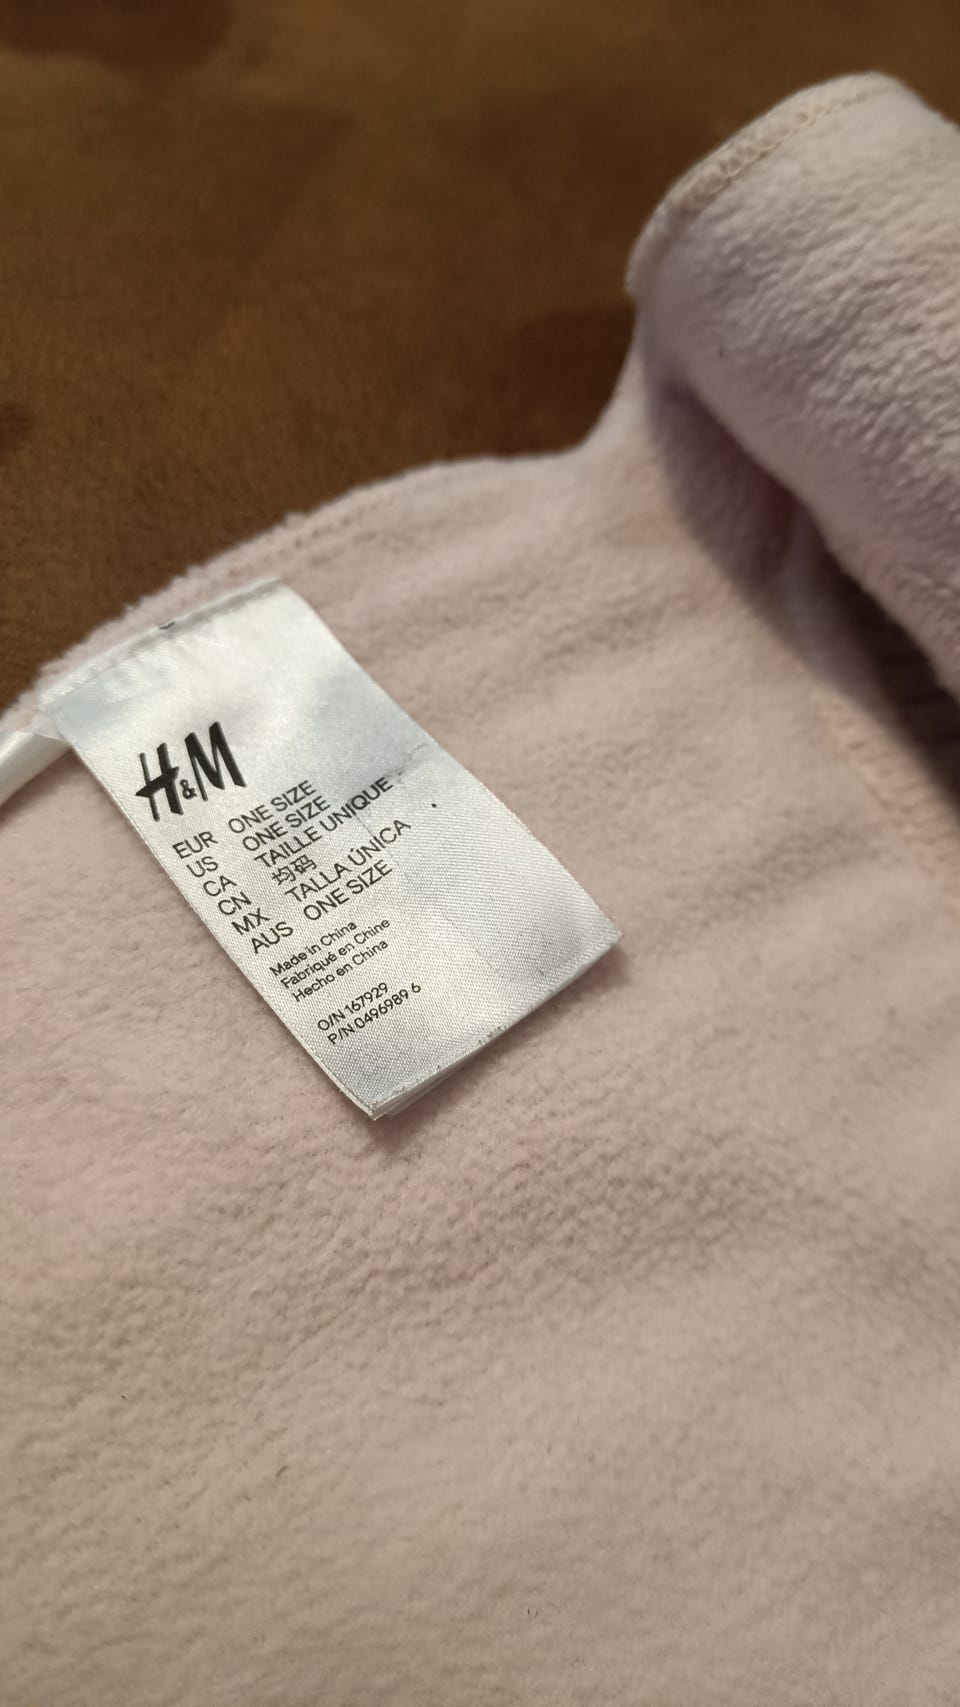 H&M
EUR ONE SIZE
US ONE SIZE
CA TAILLE UNIQUE
CN 均码
MX TALLA ÚNICA
AUS ONE SIZE
Made in China
Fabriqué en Chine
Hecho en China
O/N 167929
P/N 0496989 6